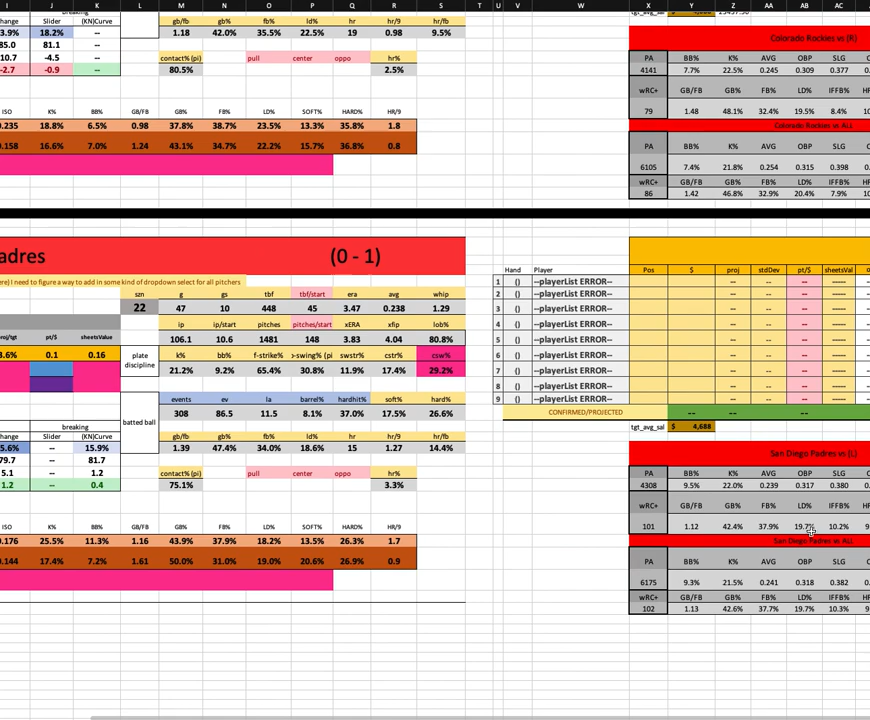 I J K L M N O P Q R S T U V W X Y Z AA AB AC
hange Slider (KN)Curve gb/fb gb% fb% ld% hr hr/9 hr/fb
3.9% 18.2% -- 1.18 42.0% 35.5% 22.5% 19 0.98 9.5%
85.0 81.1 --
10.7 -4.5 -- contact% (pi) pull center oppo hr%
-2.7 -0.9 -- 80.5% 2.5%
ISO K% BB% GB/FB GB% FB% LD% SOFT% HARD% HR/9
0.235 18.8% 6.5% 0.98 37.8% 38.7% 23.5% 13.3% 35.8% 1.8
0.158 16.6% 7.0% 1.24 43.1% 34.7% 22.2% 15.7% 36.8% 0.8
Colorado Rockies vs (R)
PA BB% K% AVG OBP SLG
4141 7.7% 22.5% 0.245 0.309 0.377
wRC+ GB/FB GB% FB% LD% IFFB% HF
79 1.48 48.1% 32.4% 19.5% 8.4% 10
Colorado Rockies vs ALL
PA BB% K% AVG OBP SLG
6105 7.4% 21.8% 0.254 0.315 0.398
wRC+ GB/FB GB% FB% LD% IFFB% HF
86 1.42 46.8% 32.9% 20.4% 7.9% 10
adres (0 - 1)
ere) I need to figure a way to add in some kind of dropdown select for all pitchers
szn g gs tbf tbf/start era avg whip
22 47 10 448 45 3.47 0.238 1.29
ip ip/start pitches pitches/start xERA xfip lob%
proj/tgt pt/$ sheetsValue 106.1 10.6 1481 148 3.83 4.04 80.8%
3.6% 0.1 0.16 plate discipline k% bb% f-strike% >-swing% (pi swstr% cstr% csw%
21.2% 9.2% 65.4% 30.8% 11.9% 17.4% 29.2%
batted ball events ev la barrel% hardhit% soft% hard%
308 86.5 11.5 8.1% 37.0% 17.5% 26.6%
breaking
hange Slider (KN)Curve gb/fb gb% fb% ld% hr hr/9 hr/fb
5.6% -- 15.9% 1.39 47.4% 34.0% 18.6% 15 1.27 14.4%
79.7 -- 81.7
5.1 -- 1.2 contact% (pi) pull center oppo hr%
1.2 -- 0.4 75.1% 3.3%
ISO K% BB% GB/FB GB% FB% LD% SOFT% HARD% HR/9
0.176 25.5% 11.3% 1.16 43.9% 37.9% 18.2% 13.5% 26.3% 1.7
0.144 17.4% 7.2% 1.61 50.0% 31.0% 19.0% 20.6% 26.9% 0.9
Hand Player Pos $ proj stdDev pt/$ sheetsVal
1 () --playerList ERROR-- -- -- -- -----
2 () --playerList ERROR-- -- -- -- -----
3 () --playerList ERROR-- -- -- -- -----
4 () --playerList ERROR-- -- -- -- -----
5 () --playerList ERROR-- -- -- -- -----
6 () --playerList ERROR-- -- -- -- -----
7 () --playerList ERROR-- -- -- -- -----
8 () --playerList ERROR-- -- -- -- -----
9 () --playerList ERROR-- -- -- -- -----
CONFIRMED/PROJECTED -- -- --
tgt_avg_sal $ 4,688
San Diego Padres vs (L)
PA BB% K% AVG OBP SLG
4308 9.5% 22.0% 0.239 0.317 0.380
wRC+ GB/FB GB% FB% LD% IFFB% HF
101 1.12 42.4% 37.9% 19.7% 10.2% 9
San Diego Padres vs ALL
PA BB% K% AVG OBP SLG
6175 9.3% 21.5% 0.241 0.318 0.382
wRC+ GB/FB GB% FB% LD% IFFB% HF
102 1.13 42.6% 37.7% 19.7% 10.3% 9